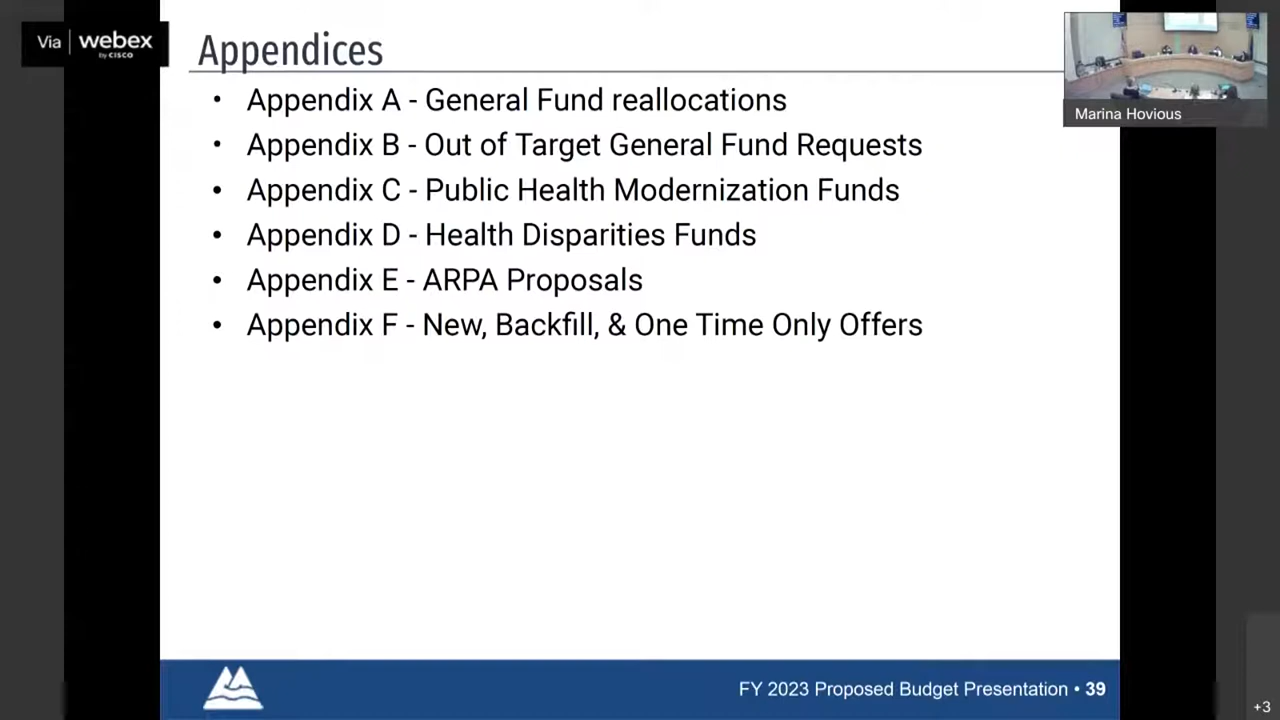 Via webex
by CISCO
Appendices
• Appendix A - General Fund reallocations
• Appendix B - Out of Target General Fund Requests
• Appendix C - Public Health Modernization Funds
• Appendix D - Health Disparities Funds
• Appendix E - ARPA Proposals
• Appendix F - New, Backfill, & One Time Only Offers
Marina Hovious
FY 2023 Proposed Budget Presentation • 39
+3